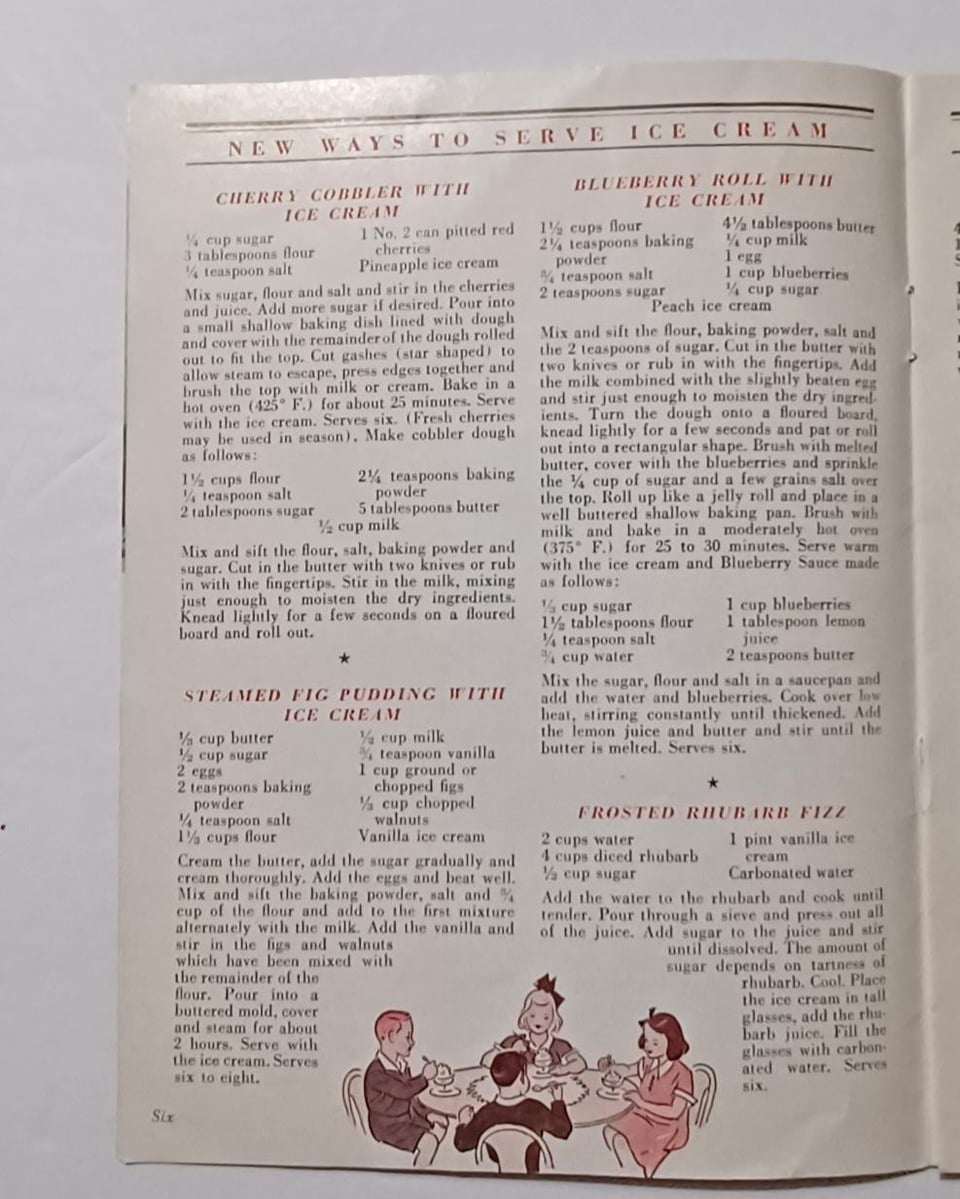 NEW WAYS TO SERVE ICE CREAM
CHERRY COBBLER WITH
ICE CREAM
¼ cup sugar
3 tablespoons flour
¼ teaspoon salt
1 No. 2 can pitted red
cherries
Pineapple ice cream
Mix sugar, flour and salt and stir in the cherries
and juice. Add more sugar if desired. Pour into
a small shallow baking dish lined with dough
and cover with the remainder of the dough rolled
out to fit the top. Cut gashes (star shaped) to
allow steam to escape, press edges together and
brush the top with milk or cream. Bake in a
hot oven (425° F.) for about 25 minutes. Serve
with the ice cream. Serves six. (Fresh cherries
may be used in season). Make cobbler dough
as follows:
1½ cups flour
¼ teaspoon salt
2 tablespoons sugar
2¼ teaspoons baking
powder
5 tablespoons butter
½ cup milk
Mix and sift the flour, salt, baking powder and
sugar. Cut in the butter with two knives or rub
in with the fingertips. Stir in the milk, mixing
just enough to moisten the dry ingredients.
Knead lightly for a few seconds on a floured
board and roll out.
★
STEAMED FIG PUDDING WITH
ICE CREAM
⅓ cup butter
½ cup sugar
2 eggs
2 teaspoons baking
powder
¼ teaspoon salt
1⅓ cups flour
½ cup milk
¾ teaspoon vanilla
1 cup ground or
chopped figs
⅓ cup chopped
walnuts
Vanilla ice cream
Cream the butter, add the sugar gradually and
cream thoroughly. Add the eggs and beat well.
Mix and sift the baking powder, salt and ¾
cup of the flour and add to the first mixture
alternately with the milk. Add the vanilla and
stir in the figs and walnuts
which have been mixed with
the remainder of the
flour. Pour into a
buttered mold, cover
and steam for about
2 hours. Serve with
the ice cream. Serves
six to eight.
Six
BLUEBERRY ROLL WITH
ICE CREAM
1½ cups flour
2¼ teaspoons baking
powder
¾ teaspoon salt
2 teaspoons sugar
4½ tablespoons butter
¼ cup milk
1 egg
1 cup blueberries
¼ cup sugar
Peach ice cream
Mix and sift the flour, baking powder, salt and
the 2 teaspoons of sugar. Cut in the butter with
two knives or rub in with the fingertips. Add
the milk combined with the slightly beaten egg
and stir just enough to moisten the dry ingred-
ients. Turn the dough onto a floured board,
knead lightly for a few seconds and pat or roll
out into a rectangular shape. Brush with melted
butter, cover with the blueberries and sprinkle
the ¼ cup of sugar and a few grains salt over
the top. Roll up like a jelly roll and place in a
well buttered shallow baking pan. Brush with
milk and bake in a moderately hot oven
(375° F.) for 25 to 30 minutes. Serve warm
with the ice cream and Blueberry Sauce made
as follows:
⅓ cup sugar
1½ tablespoons flour
¼ teaspoon salt
¾ cup water
1 cup blueberries
1 tablespoon lemon
juice
2 teaspoons butter
Mix the sugar, flour and salt in a saucepan and
add the water and blueberries. Cook over low
heat, stirring constantly until thickened. Add
the lemon juice and butter and stir until the
butter is melted. Serves six.
★
FROSTED RHUBARB FIZZ
2 cups water
4 cups diced rhubarb
½ cup sugar
1 pint vanilla ice
cream
Carbonated water
Add the water to the rhubarb and cook until
tender. Pour through a sieve and press out all
of the juice. Add sugar to the juice and stir
until dissolved. The amount of
sugar depends on tartness of
rhubarb. Cool. Place
the ice cream in tall
glasses, add the rhu-
barb juice. Fill the
glasses with carbon-
ated water. Serves
six.